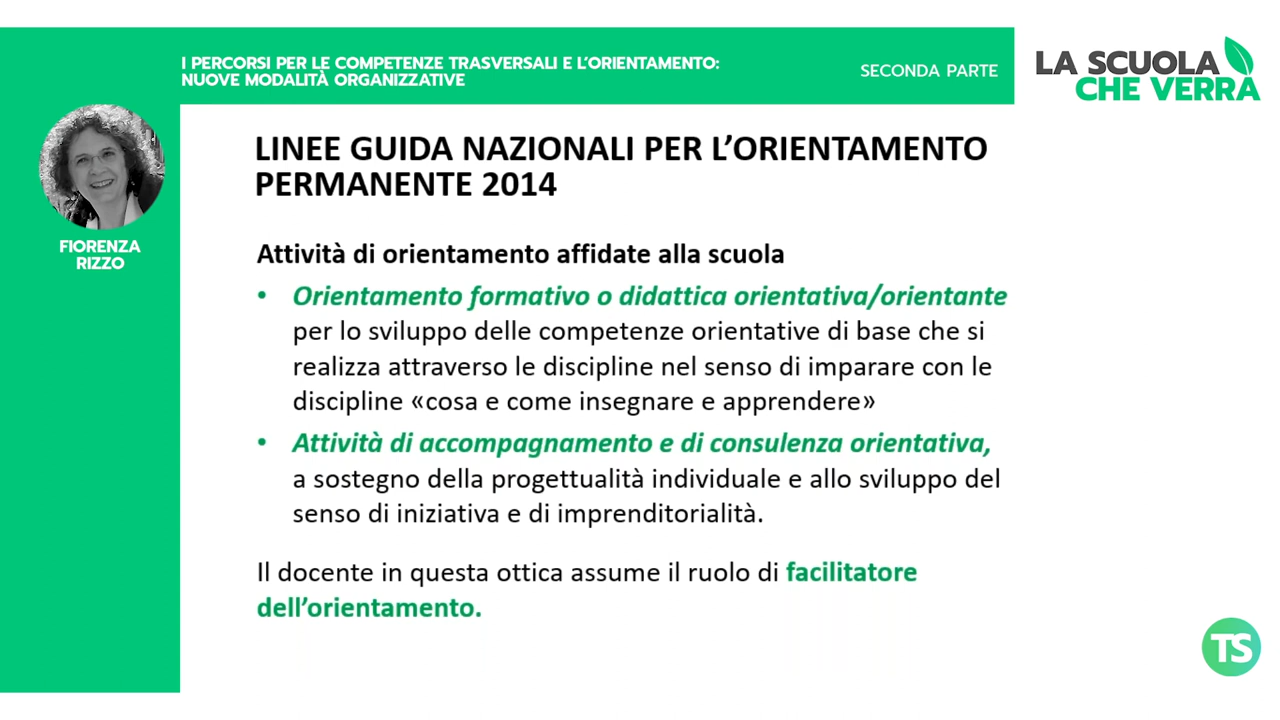 I PERCORSI PER LE COMPETENZE TRASVERSALI E L'ORIENTAMENTO:
NUOVE MODALITÀ ORGANIZZATIVE
SECONDA PARTE
LA SCUOLA
CHE VERRÀ
FIORENZA
RIZZO
LINEE GUIDA NAZIONALI PER L'ORIENTAMENTO
PERMANENTE 2014
Attività di orientamento affidate alla scuola
• Orientamento formativo o didattica orientativa/orientante
per lo sviluppo delle competenze orientative di base che si
realizza attraverso le discipline nel senso di imparare con le
discipline «cosa e come insegnare e apprendere»
• Attività di accompagnamento e di consulenza orientativa,
a sostegno della progettualità individuale e allo sviluppo del
senso di iniziativa e di imprenditorialità.
Il docente in questa ottica assume il ruolo di facilitatore
dell'orientamento.
TS